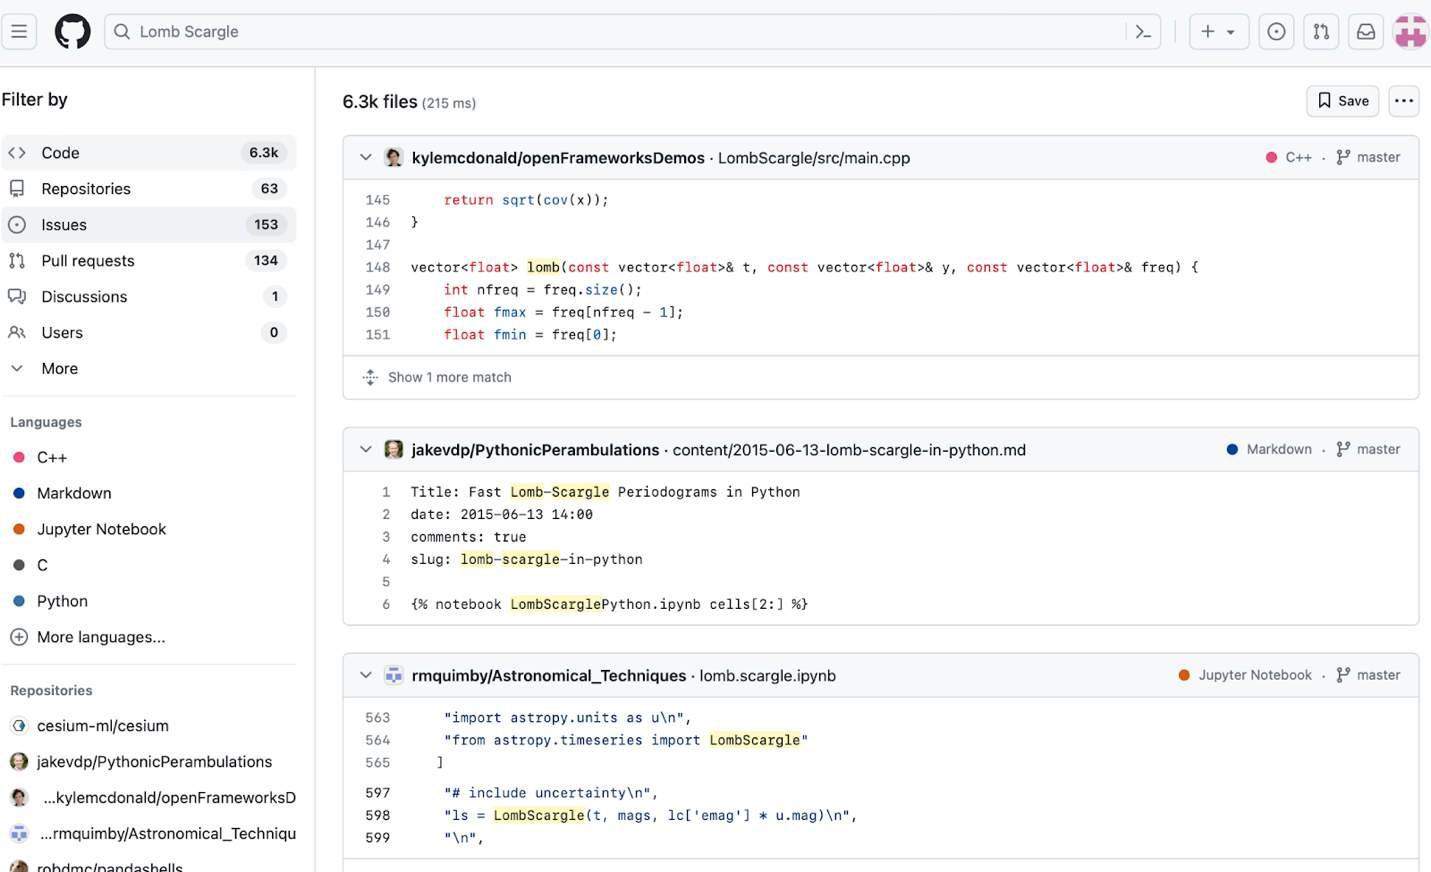 Lomb Scargle
Filter by
Code 6.3k
Repositories 63
Issues 153
Pull requests 134
Discussions 1
Users 0
More
Languages
C++
Markdown
Jupyter Notebook
C
Python
More languages...
Repositories
cesium-ml/cesium
jakevdp/PythonicPerambulations
...kylemcdonald/openFrameworksD
...rmquimby/Astronomical_Techniqu
robdmc/pandashells
6.3k files (215 ms)
Save
kylemcdonald/openFrameworksDemos · LombScargle/src/main.cpp C++ · master
145 return sqrt(cov(x));
146 }
147
148 vector<float> lomb(const vector<float>& t, const vector<float>& y, const vector<float>& freq) {
149 int nfreq = freq.size();
150 float fmax = freq[nfreq - 1];
151 float fmin = freq[0];
Show 1 more match
jakevdp/PythonicPerambulations · content/2015-06-13-lomb-scargle-in-python.md Markdown · master
1 Title: Fast Lomb-Scargle Periodograms in Python
2 date: 2015-06-13 14:00
3 comments: true
4 slug: lomb-scargle-in-python
5
6 {% notebook LombScarglePython.ipynb cells[2:] %}
rmquimby/Astronomical_Techniques · lomb.scargle.ipynb Jupyter Notebook · master
563 "import astropy.units as u\n",
564 "from astropy.timeseries import LombScargle"
565 ]
597 "# include uncertainty\n",
598 "ls = LombScargle(t, mags, lc['emag'] * u.mag)\n",
599 "\n",